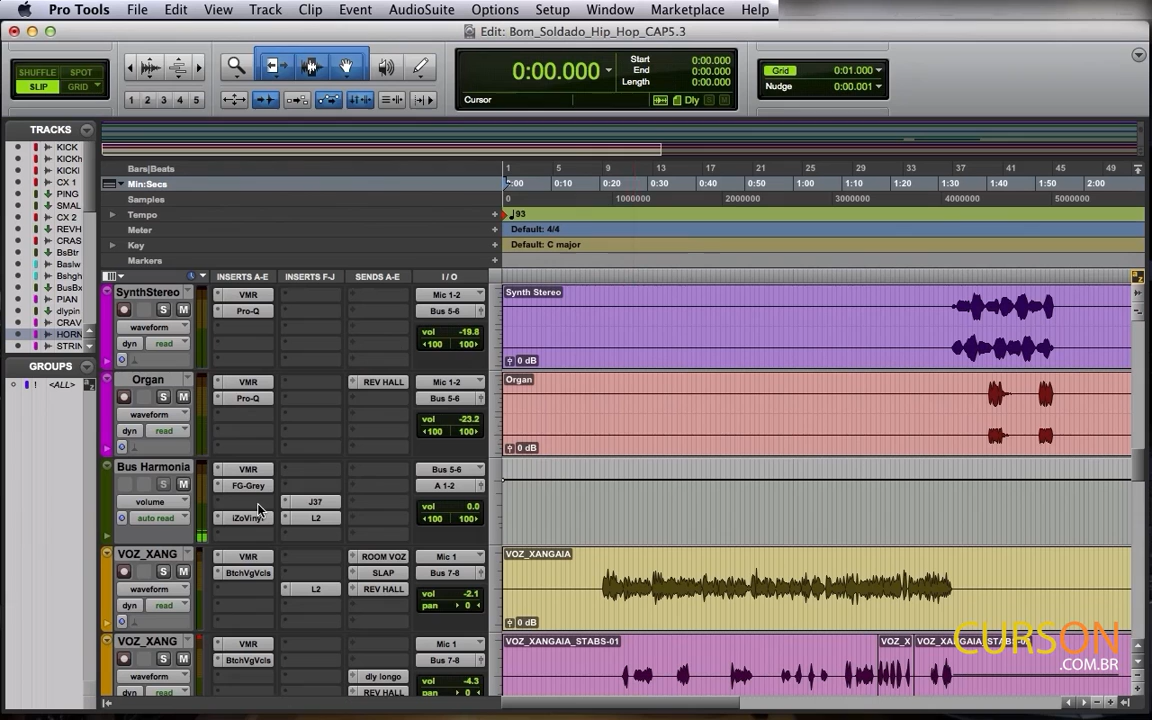 Pro Tools File Edit View Track Clip Event AudioSuite Options Setup Window Marketplace Help
Edit: Bom_Soldado_Hip_Hop_CAP5.3
SHUFFLE SPOT
SLIP GRID
1 2 3 4 5
0:00.000
Start 0:00.000
End 0:00.000
Length 0:00.000
Cursor
Dly
Grid 0:01.000
Nudge 0:00.001
TRACKS
KICK
KICKh
KICKl
CX 1
PING
SMAL
CX 2
REVH
CRAS
BsBtr
Baslw
Bshgh
BusBx
PIAN
dlypin
CRAV
HORN
STRIN
GROUPS
! <ALL>
Bars|Beats 1 5 9 13 17 21 25 29 33 37 41 45 49
Min:Secs 0:00 0:10 0:20 0:30 0:40 0:50 1:00 1:10 1:20 1:30 1:40 1:50 2:00
Samples 0 1000000 2000000 3000000 4000000 5000000
Tempo 93
Meter Default: 4/4
Key Default: C major
Markers
INSERTS A-E INSERTS F-J SENDS A-E I / O
SynthStereo VMR Mic 1-2 Synth Stereo
S M Pro-Q Bus 5-6
waveform vol -19.8
dyn read 100 100
0 dB
Organ VMR REV HALL Mic 1-2 Organ
S M Pro-Q Bus 5-6
waveform vol -23.2
dyn read 100 100
0 dB
Bus Harmonia VMR Bus 5-6
S M FG-Grey A 1-2
volume J37 vol 0.0
auto read iZoViny L2 100 100
VOZ_XANG VMR ROOM VOZ Mic 1 VOZ_XANGAIA
S M BtchVgVcls SLAP Bus 7-8
waveform L2 REV HALL vol -2.1
dyn read pan 0
0 dB
VOZ_XANG VMR Mic 1 VOZ_XANGAIA_STABS-01 VOZ_X
S M BtchVgVcls Bus 7-8
waveform dly longo vol -4.3
dyn read REV HALL pan 0
CURSON
.COM.BR